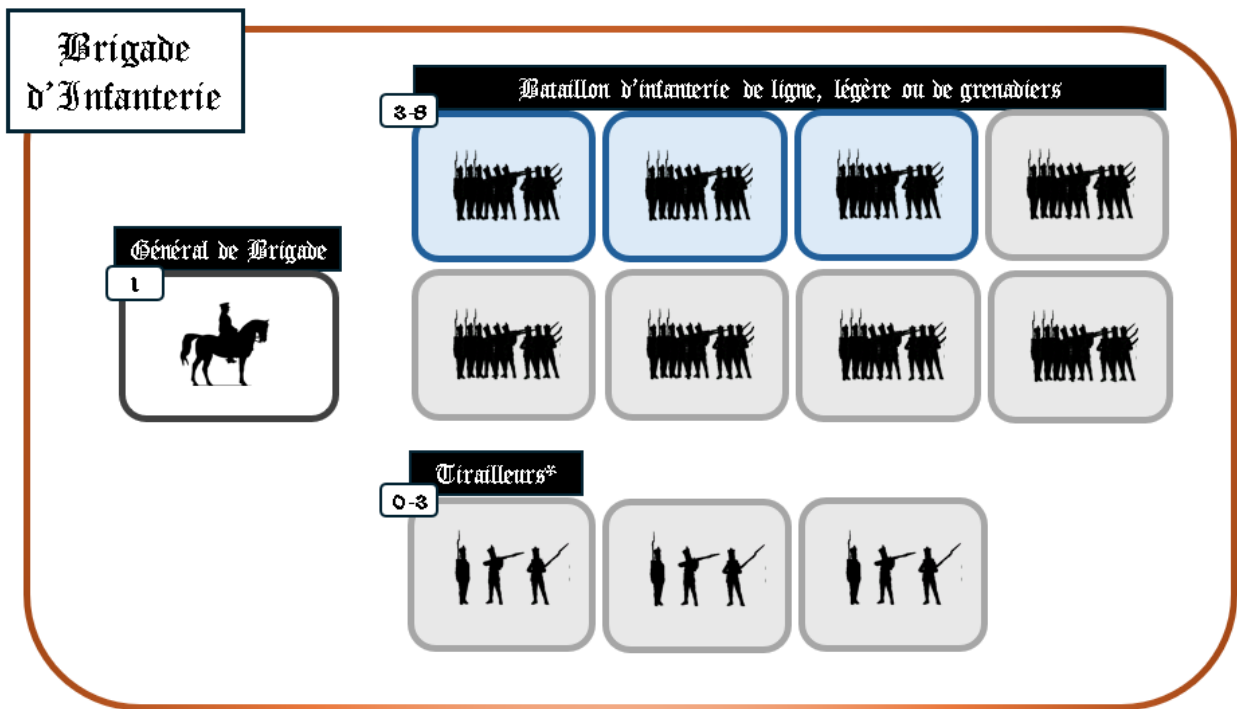 Brigade
d'Infanterie
Bataillon d'infanterie de ligne, légère ou de grenadiers
3-8
Général de Brigade
1
Tirailleurs*
0-3